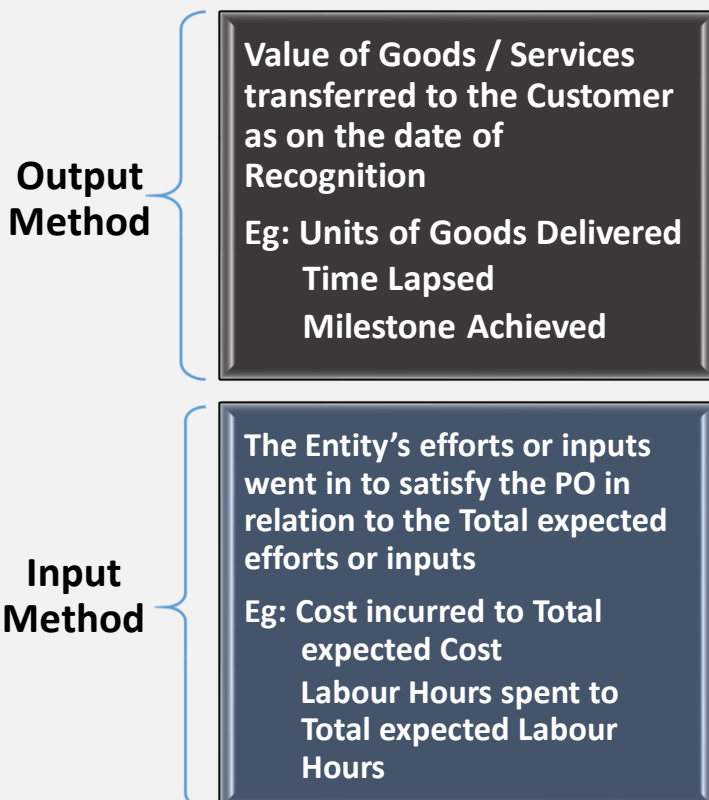 Output
Method
Value of Goods / Services
transferred to the Customer
as on the date of
Recognition
Eg: Units of Goods Delivered
Time Lapsed
Milestone Achieved
Input
Method
The Entity’s efforts or inputs
went in to satisfy the PO in
relation to the Total expected
efforts or inputs
Eg: Cost incurred to Total
expected Cost
Labour Hours spent to
Total expected Labour
Hours